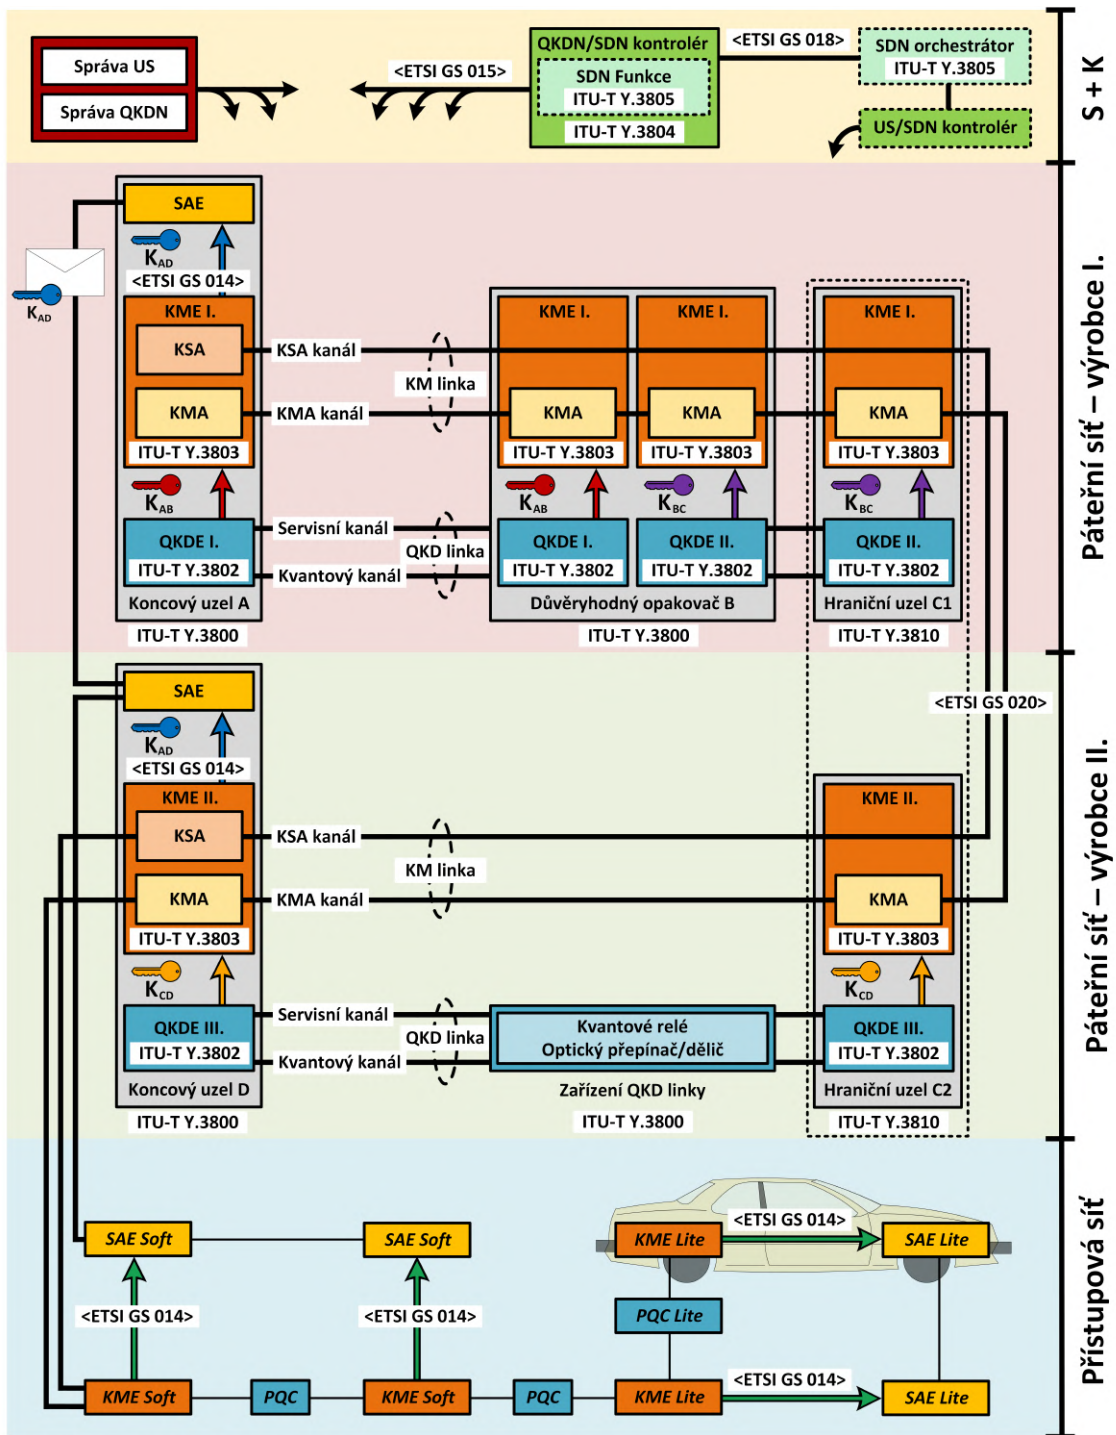 Správa US
Správa QKDN
<ETSI GS 015>
QKDN/SDN kontrolér
SDN Funkce
ITU-T Y.3805
ITU-T Y.3804
<ETSI GS 018>
SDN orchestrátor
ITU-T Y.3805
US/SDN kontrolér
S + K
SAE
K_AD
<ETSI GS 014>
K_AD
KME I.
KSA
KSA kanál
KM linka
KMA
KMA kanál
ITU-T Y.3803
K_AB
QKDE I.
ITU-T Y.3802
Servisní kanál
QKD linka
Kvantový kanál
Koncový uzel A
ITU-T Y.3800
KME I.
KME I.
KMA
KMA
ITU-T Y.3803
ITU-T Y.3803
K_AB
K_BC
QKDE I.
QKDE II.
ITU-T Y.3802
ITU-T Y.3802
Důvěryhodný opakovač B
ITU-T Y.3800
KME I.
KMA
ITU-T Y.3803
K_BC
QKDE II.
ITU-T Y.3802
Hraniční uzel C1
ITU-T Y.3810
Páteřní síť – výrobce I.
<ETSI GS 020>
SAE
K_AD
<ETSI GS 014>
KME II.
KSA
KSA kanál
KM linka
KMA
KMA kanál
ITU-T Y.3803
K_CD
QKDE III.
ITU-T Y.3802
Servisní kanál
QKD linka
Kvantový kanál
Koncový uzel D
ITU-T Y.3800
Kvantové relé
Optický přepínač/dělič
Zařízení QKD linky
ITU-T Y.3800
KME II.
KMA
ITU-T Y.3803
K_CD
QKDE III.
ITU-T Y.3802
Hraniční uzel C2
ITU-T Y.3810
Páteřní síť – výrobce II.
SAE Soft
SAE Soft
KME Lite
<ETSI GS 014>
SAE Lite
<ETSI GS 014>
<ETSI GS 014>
PQC Lite
KME Soft
PQC
KME Soft
PQC
KME Lite
<ETSI GS 014>
SAE Lite
Přístupová síť